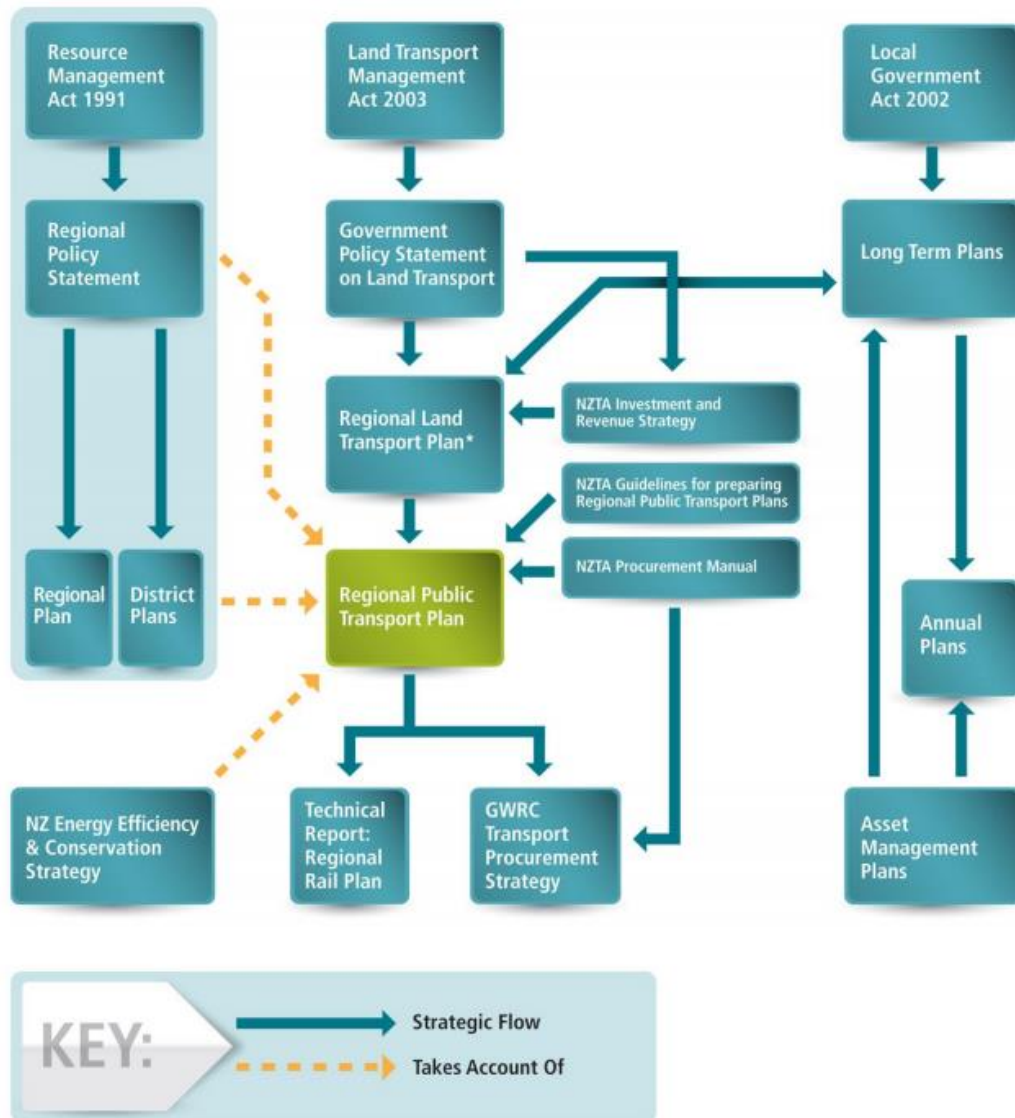 Resource
Management
Act 1991
Land Transport
Management
Act 2003
Local
Government
Act 2002
Regional
Policy
Statement
Government
Policy Statement
on Land Transport
Long Term Plans
Regional Land
Transport Plan*
NZTA Investment and
Revenue Strategy
NZTA Guidelines for preparing
Regional Public Transport Plans
NZTA Procurement Manual
Regional
Plan
District
Plans
Regional Public
Transport Plan
Annual
Plans
NZ Energy Efficiency
& Conservation
Strategy
Technical
Report:
Regional
Rail Plan
GWRC
Transport
Procurement
Strategy
Asset
Management
Plans
KEY:
Strategic Flow
Takes Account Of